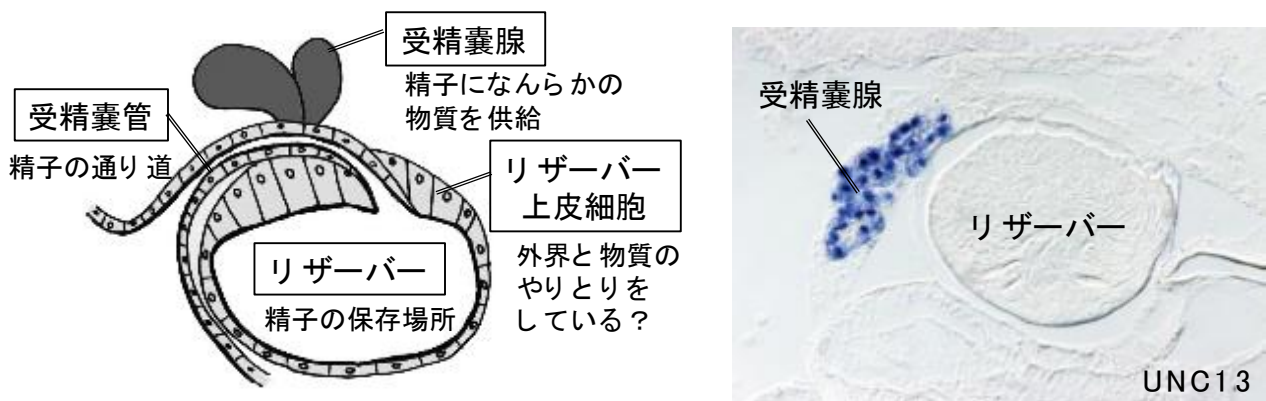 受精嚢腺
精子になんらかの
物質を供給
受精嚢管
精子の通り道
リザーバー
上皮細胞
外界と物質の
やりとりを
している？
リザーバー
精子の保存場所
受精嚢腺
リザーバー
UNC13